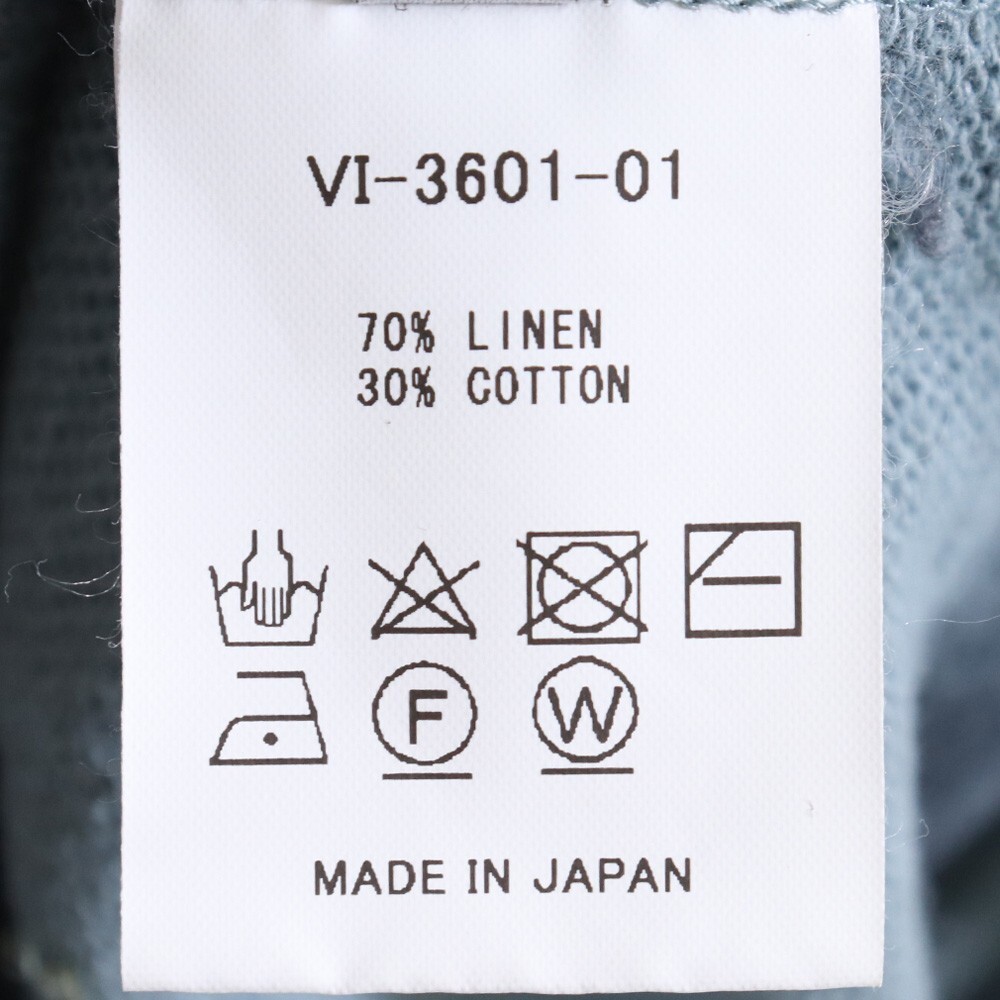 VI-3601-01
70% LINEN
30% COTTON
F W
MADE IN JAPAN